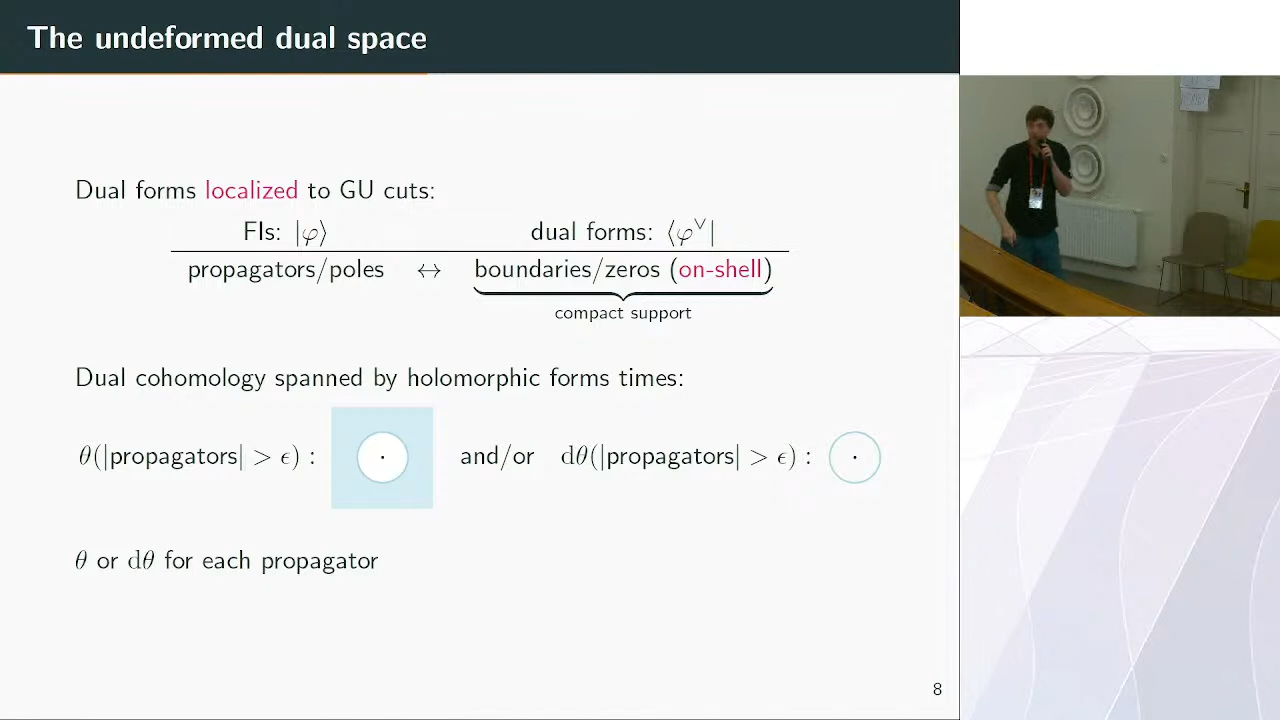 The undeformed dual space
Dual forms localized to GU cuts:
FIs: |φ⟩ dual forms: ⟨φ^∨|
propagators/poles ↔ boundaries/zeros (on-shell)
compact support
Dual cohomology spanned by holomorphic forms times:
θ(|propagators| > ϵ) : and/or dθ(|propagators| > ϵ) :
θ or dθ for each propagator
8